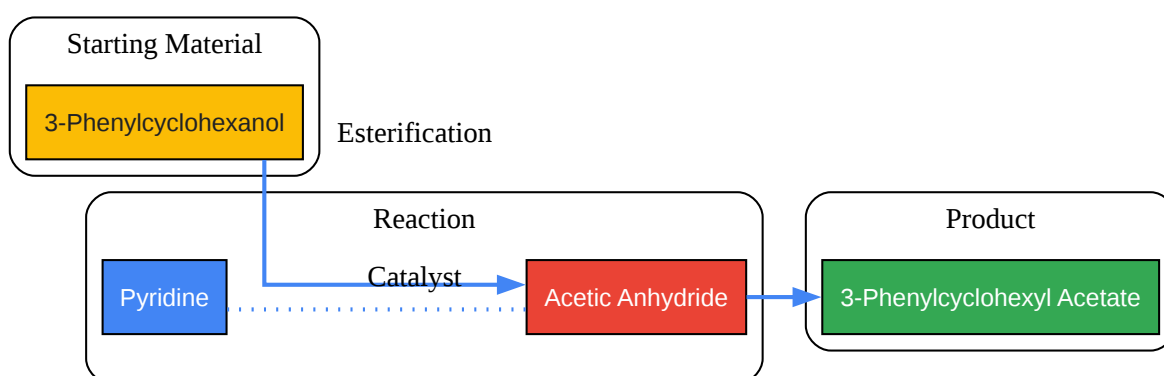 Starting Material
3-Phenylcyclohexanol
Esterification
Reaction
Product
Catalyst
Pyridine
Acetic Anhydride
3-Phenylcyclohexyl Acetate